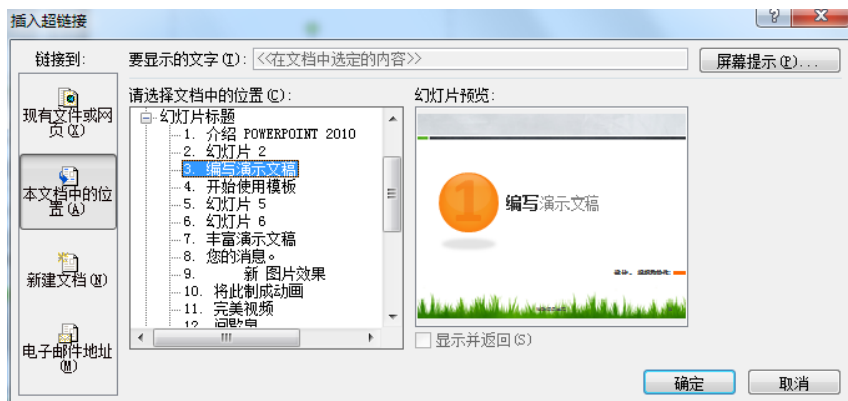 插入超链接
链接到:
要显示的文字(T): <<在文档中选定的内容>>
屏幕提示(P)...
现有文件或网页(X)
本文档中的位置(A)
新建文档(N)
电子邮件地址(M)
请选择文档中的位置(C):
幻灯片标题
1. 介绍 POWERPOINT 2010
2. 幻灯片 2
3. 编写演示文稿
4. 开始使用模板
5. 幻灯片 5
6. 幻灯片 6
7. 丰富演示文稿
8. 您的消息。
9. 新 图片效果
10. 将此制成动画
11. 完美视频
12.
幻灯片预览:
1
编写演示文稿
显示并返回(S)
确定
取消